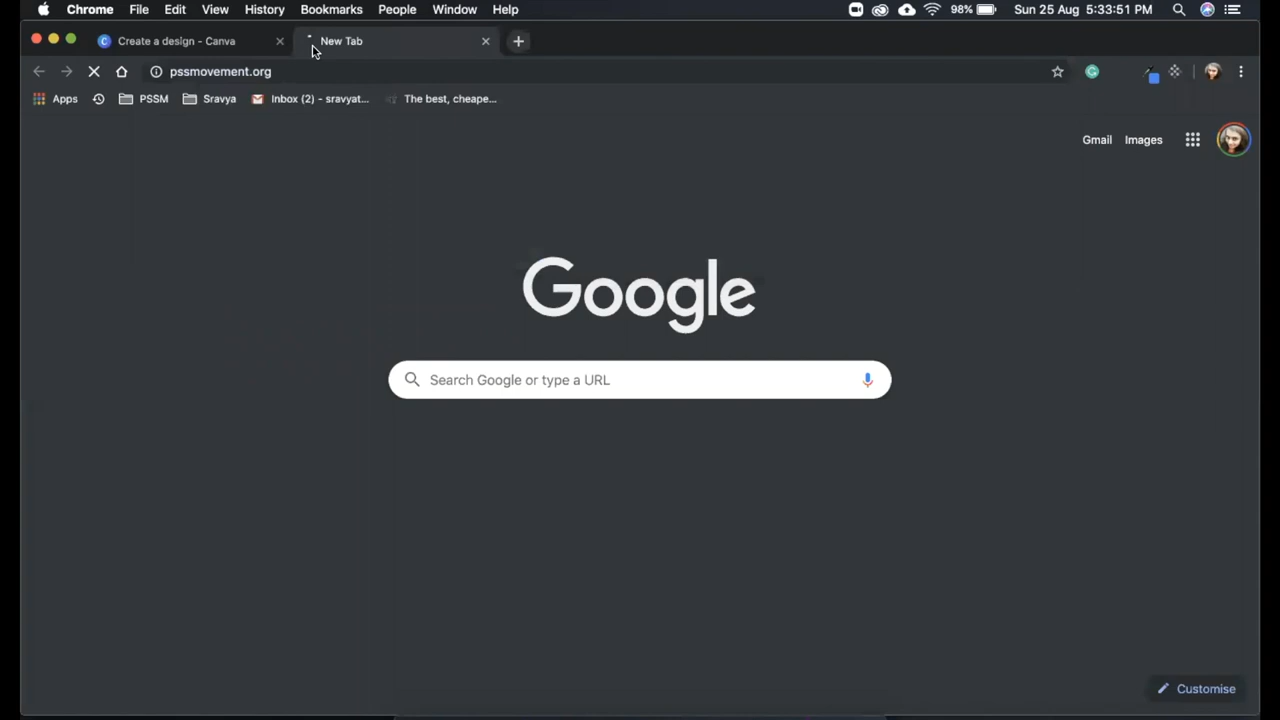 Chrome File Edit View History Bookmarks People Window Help 98% Sun 25 Aug 5:33:51 PM
Create a design - Canva New Tab
pssmovement.org
Apps PSSM Sravya Inbox (2) - sravyat... The best, cheape...
Gmail Images
Google
Search Google or type a URL
Customise